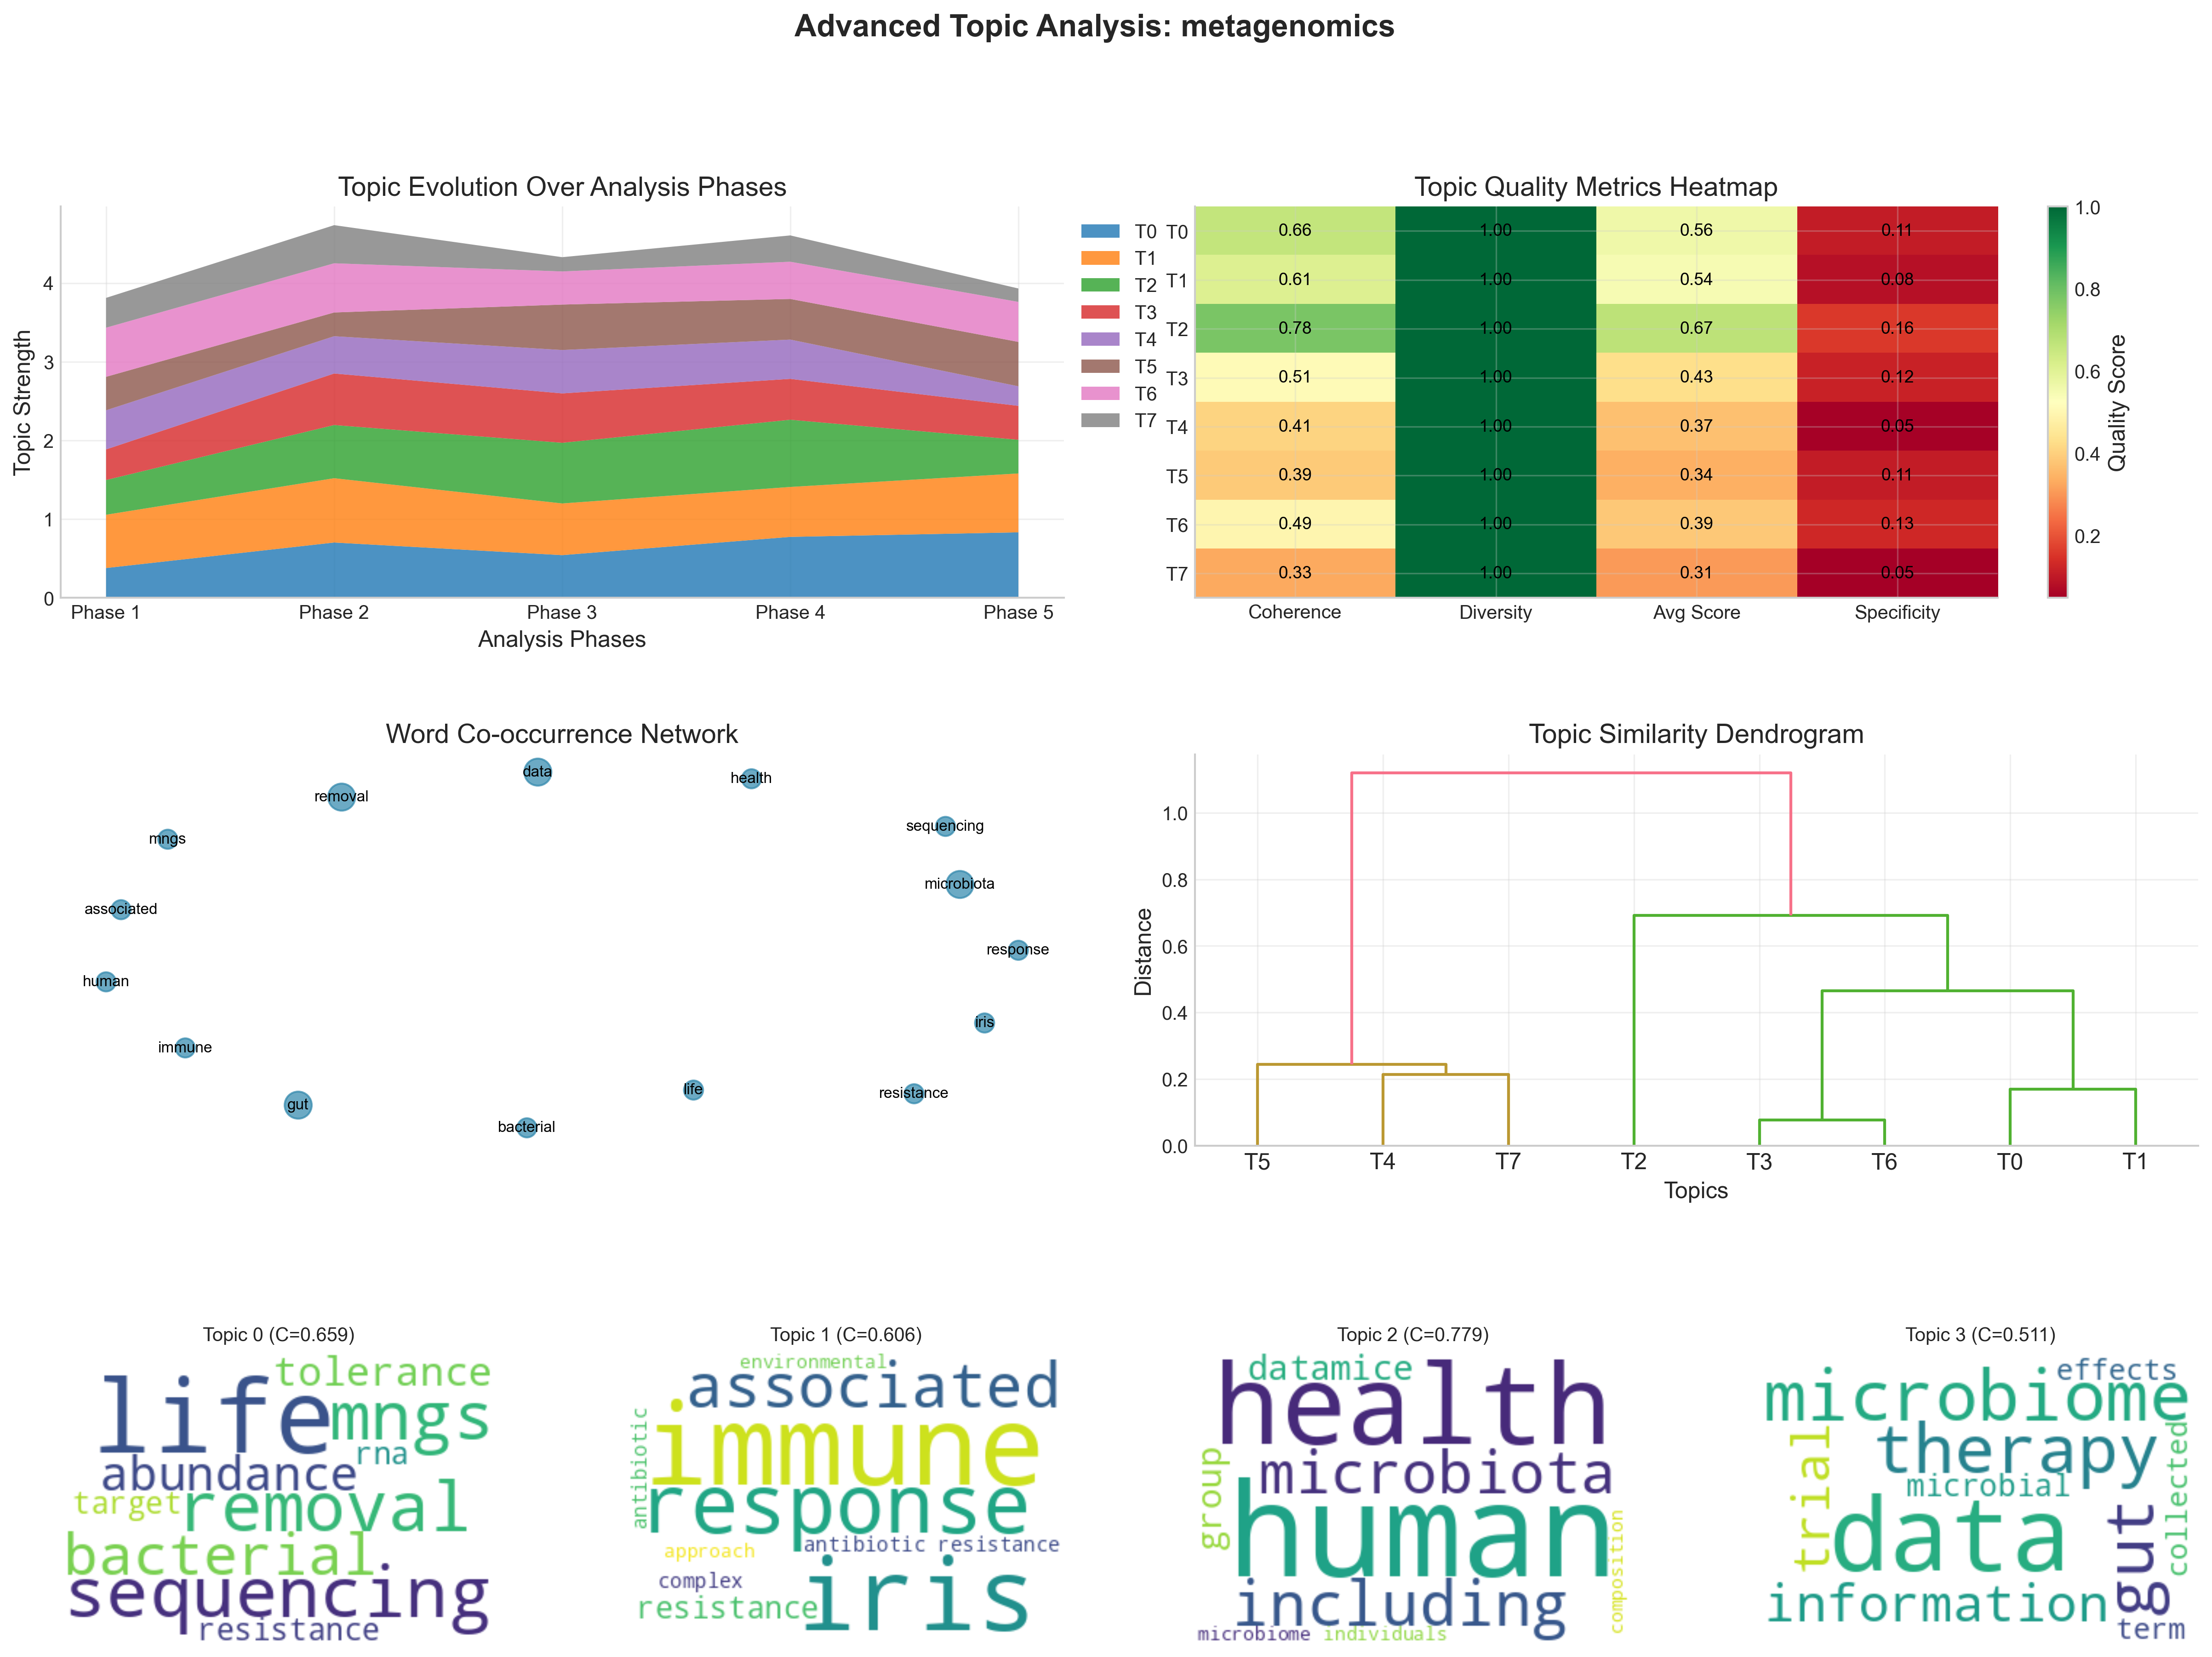 Advanced Topic Analysis: metagenomics
Topic Evolution Over Analysis Phases
Topic Strength
4
3
2
1
0
Phase 1 Phase 2 Phase 3 Phase 4 Phase 5
Analysis Phases
T0
T1
T2
T3
T4
T5
T6
T7
Topic Quality Metrics Heatmap
T0 0.66 1.00 0.56 0.11
T1 0.61 1.00 0.54 0.08
T2 0.78 1.00 0.67 0.16
T3 0.51 1.00 0.43 0.12
T4 0.41 1.00 0.37 0.05
T5 0.39 1.00 0.34 0.11
T6 0.49 1.00 0.39 0.13
T7 0.33 1.00 0.31 0.05
Coherence Diversity Avg Score Specificity
1.0
0.8
0.6
0.4
0.2
Quality Score
Word Co-occurrence Network
data
health
removal
sequencing
mngs
microbiota
associated
response
human
iris
immune
life
resistance
gut
bacterial
Topic Similarity Dendrogram
Distance
1.0
0.8
0.6
0.4
0.2
0.0
T5 T4 T7 T2 T3 T6 T0 T1
Topics
Topic 0 (C=0.659)
tolerance
life
mngs
rna
abundance
target
removal
bacterial
sequencing
resistance
Topic 1 (C=0.606)
environmental
associated
immune
antibiotic
response
antibiotic resistance
approach
complex
iris
resistance
Topic 2 (C=0.779)
datamice
health
group
microbiota
human
composition
including
microbiome
individuals
Topic 3 (C=0.511)
effects
microbiome
trial
therapy
collected
microbial
data
gut
information
term